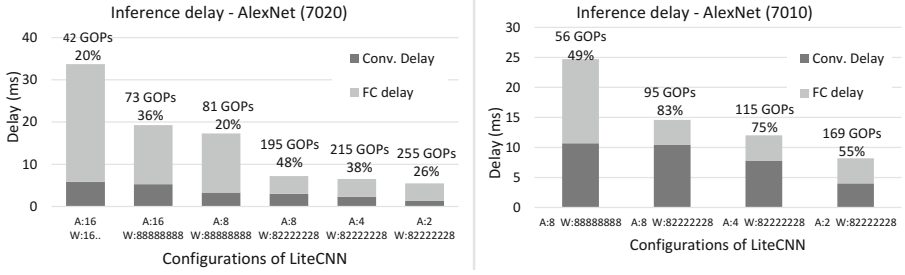 Inference delay - AlexNet (7020)
40
30
20
10
0
Delay (ms)
42 GOPs
20%
73 GOPs
36%
81 GOPs
20%
195 GOPs
48%
215 GOPs
38%
255 GOPs
26%
Conv. Delay
FC delay
A:16 A:16 A:8 A:8 A:4 A:2
W:16.. W:88888888 W:88888888 W:82222228 W:82222228 W:82222228
Configurations of LiteCNN
Inference delay - AlexNet (7010)
30
25
20
15
10
5
0
Delay (ms)
56 GOPs
49%
95 GOPs
83%
115 GOPs
75%
169 GOPs
55%
Conv. Delay
FC delay
A:8 W:88888888 A:8 W:82222228 A:4 W:82222228 A:2 W:82222228
Configurations of LiteCNN